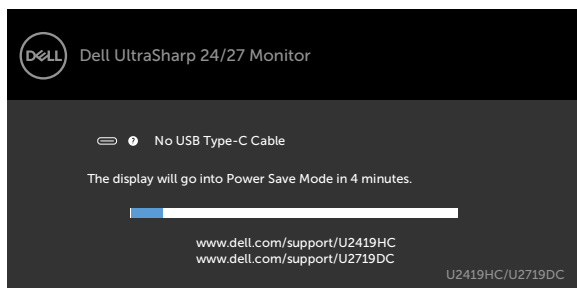 DELL
Dell UltraSharp 24/27 Monitor
? No USB Type-C Cable
The display will go into Power Save Mode in 4 minutes.
www.dell.com/support/U2419HC
www.dell.com/support/U2719DC
U2419HC/U2719DC